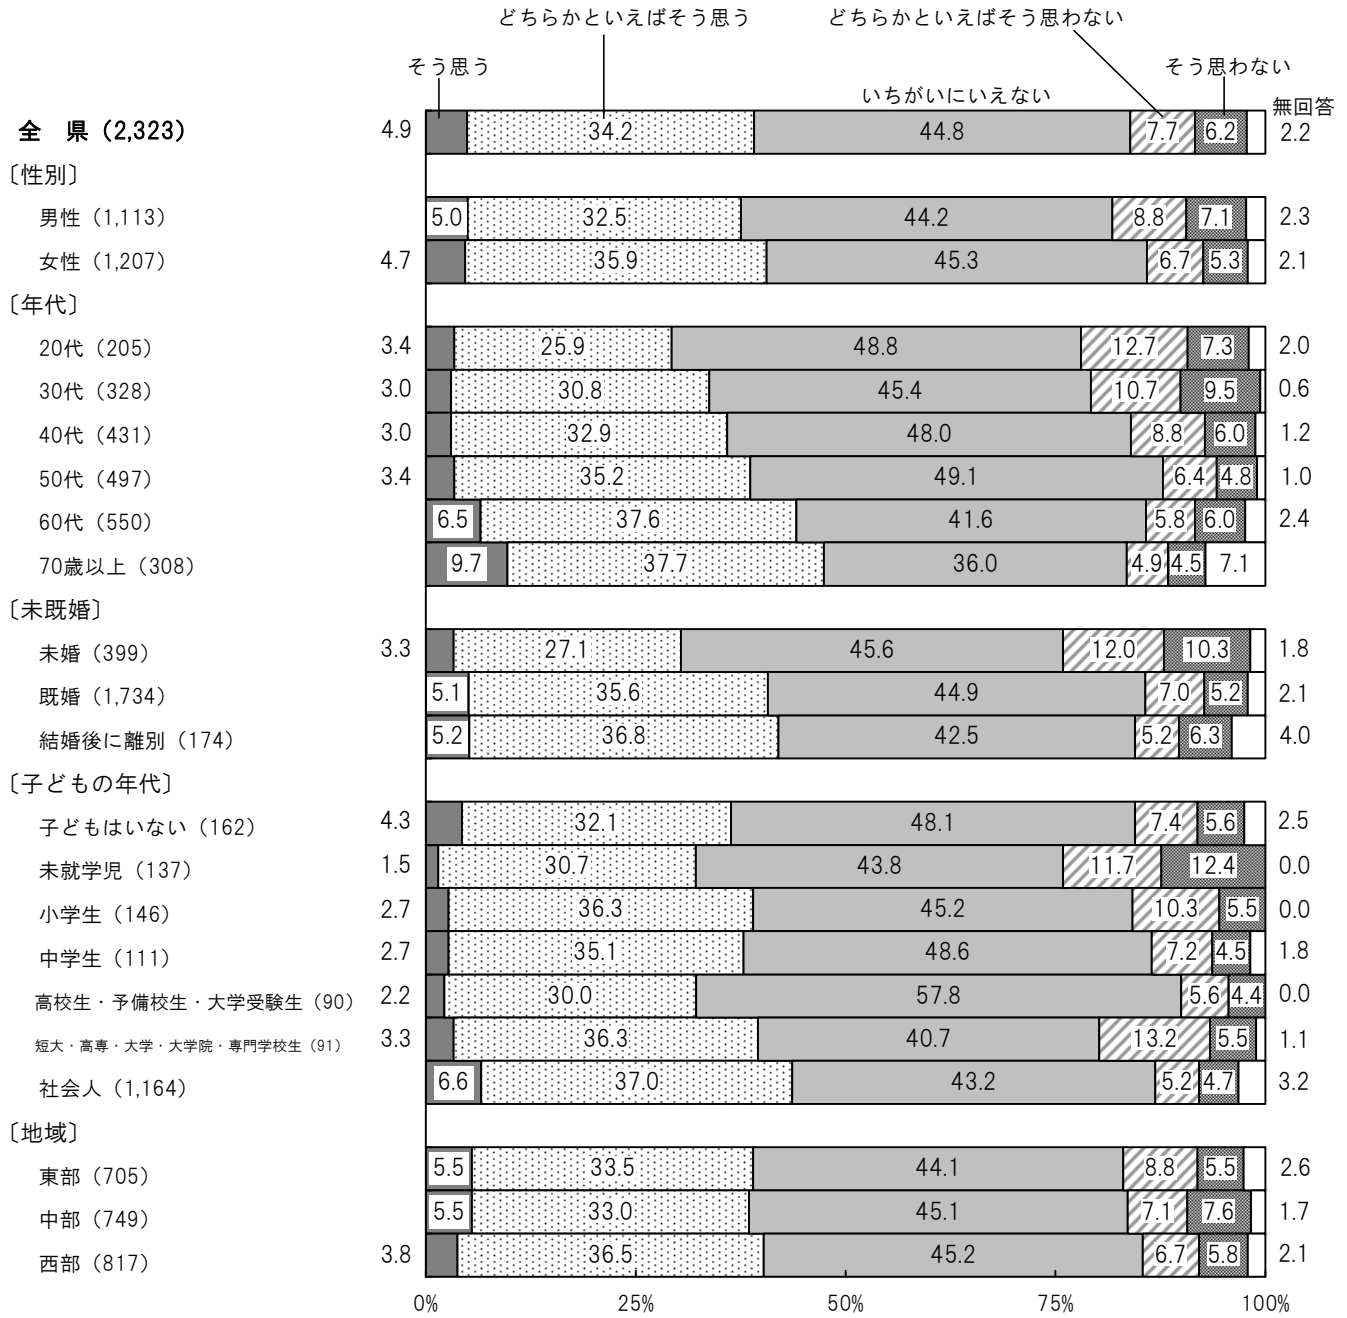 どちらかといえばそう思う　どちらかといえばそう思わない
そう思う　そう思わない
いちがいにいえない　無回答
全　県（2,323）　4.9　34.2　44.8　7.7　6.2　2.2
〔性別〕
男性（1,113）　5.0　32.5　44.2　8.8　7.1　2.3
女性（1,207）　4.7　35.9　45.3　6.7　5.3　2.1
〔年代〕
20代（205）　3.4　25.9　48.8　12.7　7.3　2.0
30代（328）　3.0　30.8　45.4　10.7　9.5　0.6
40代（431）　3.0　32.9　48.0　8.8　6.0　1.2
50代（497）　3.4　35.2　49.1　6.4　4.8　1.0
60代（550）　6.5　37.6　41.6　5.8　6.0　2.4
70歳以上（308）　9.7　37.7　36.0　4.9　4.5　7.1
〔未既婚〕
未婚（399）　3.3　27.1　45.6　12.0　10.3　1.8
既婚（1,734）　5.1　35.6　44.9　7.0　5.2　2.1
結婚後に離別（174）　5.2　36.8　42.5　5.2　6.3　4.0
〔子どもの年代〕
子どもはいない（162）　4.3　32.1　48.1　7.4　5.6　2.5
未就学児（137）　1.5　30.7　43.8　11.7　12.4　0.0
小学生（146）　2.7　36.3　45.2　10.3　5.5　0.0
中学生（111）　2.7　35.1　48.6　7.2　4.5　1.8
高校生・予備校生・大学受験生（90）　2.2　30.0　57.8　5.6　4.4　0.0
短大・高専・大学・大学院・専門学校生（91）　3.3　36.3　40.7　13.2　5.5　1.1
社会人（1,164）　6.6　37.0　43.2　5.2　4.7　3.2
〔地域〕
東部（705）　5.5　33.5　44.1　8.8　5.5　2.6
中部（749）　5.5　33.0　45.1　7.1　7.6　1.7
西部（817）　3.8　36.5　45.2　6.7　5.8　2.1
0%　25%　50%　75%　100%